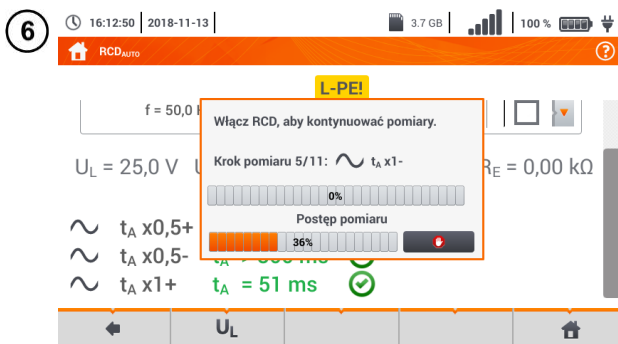 6
16:12:50 2018-11-13 3.7 GB 100 %
RCDAUTO ?
L-PE!
f = 50,0
Włącz RCD, aby kontynuować pomiary.
Krok pomiaru 5/11: tA x1-
UL = 25,0 V RE = 0,00 kΩ
0%
Postęp pomiaru
36%
tA x0,5+
tA x0,5-
tA x1+ tA = 51 ms
UL